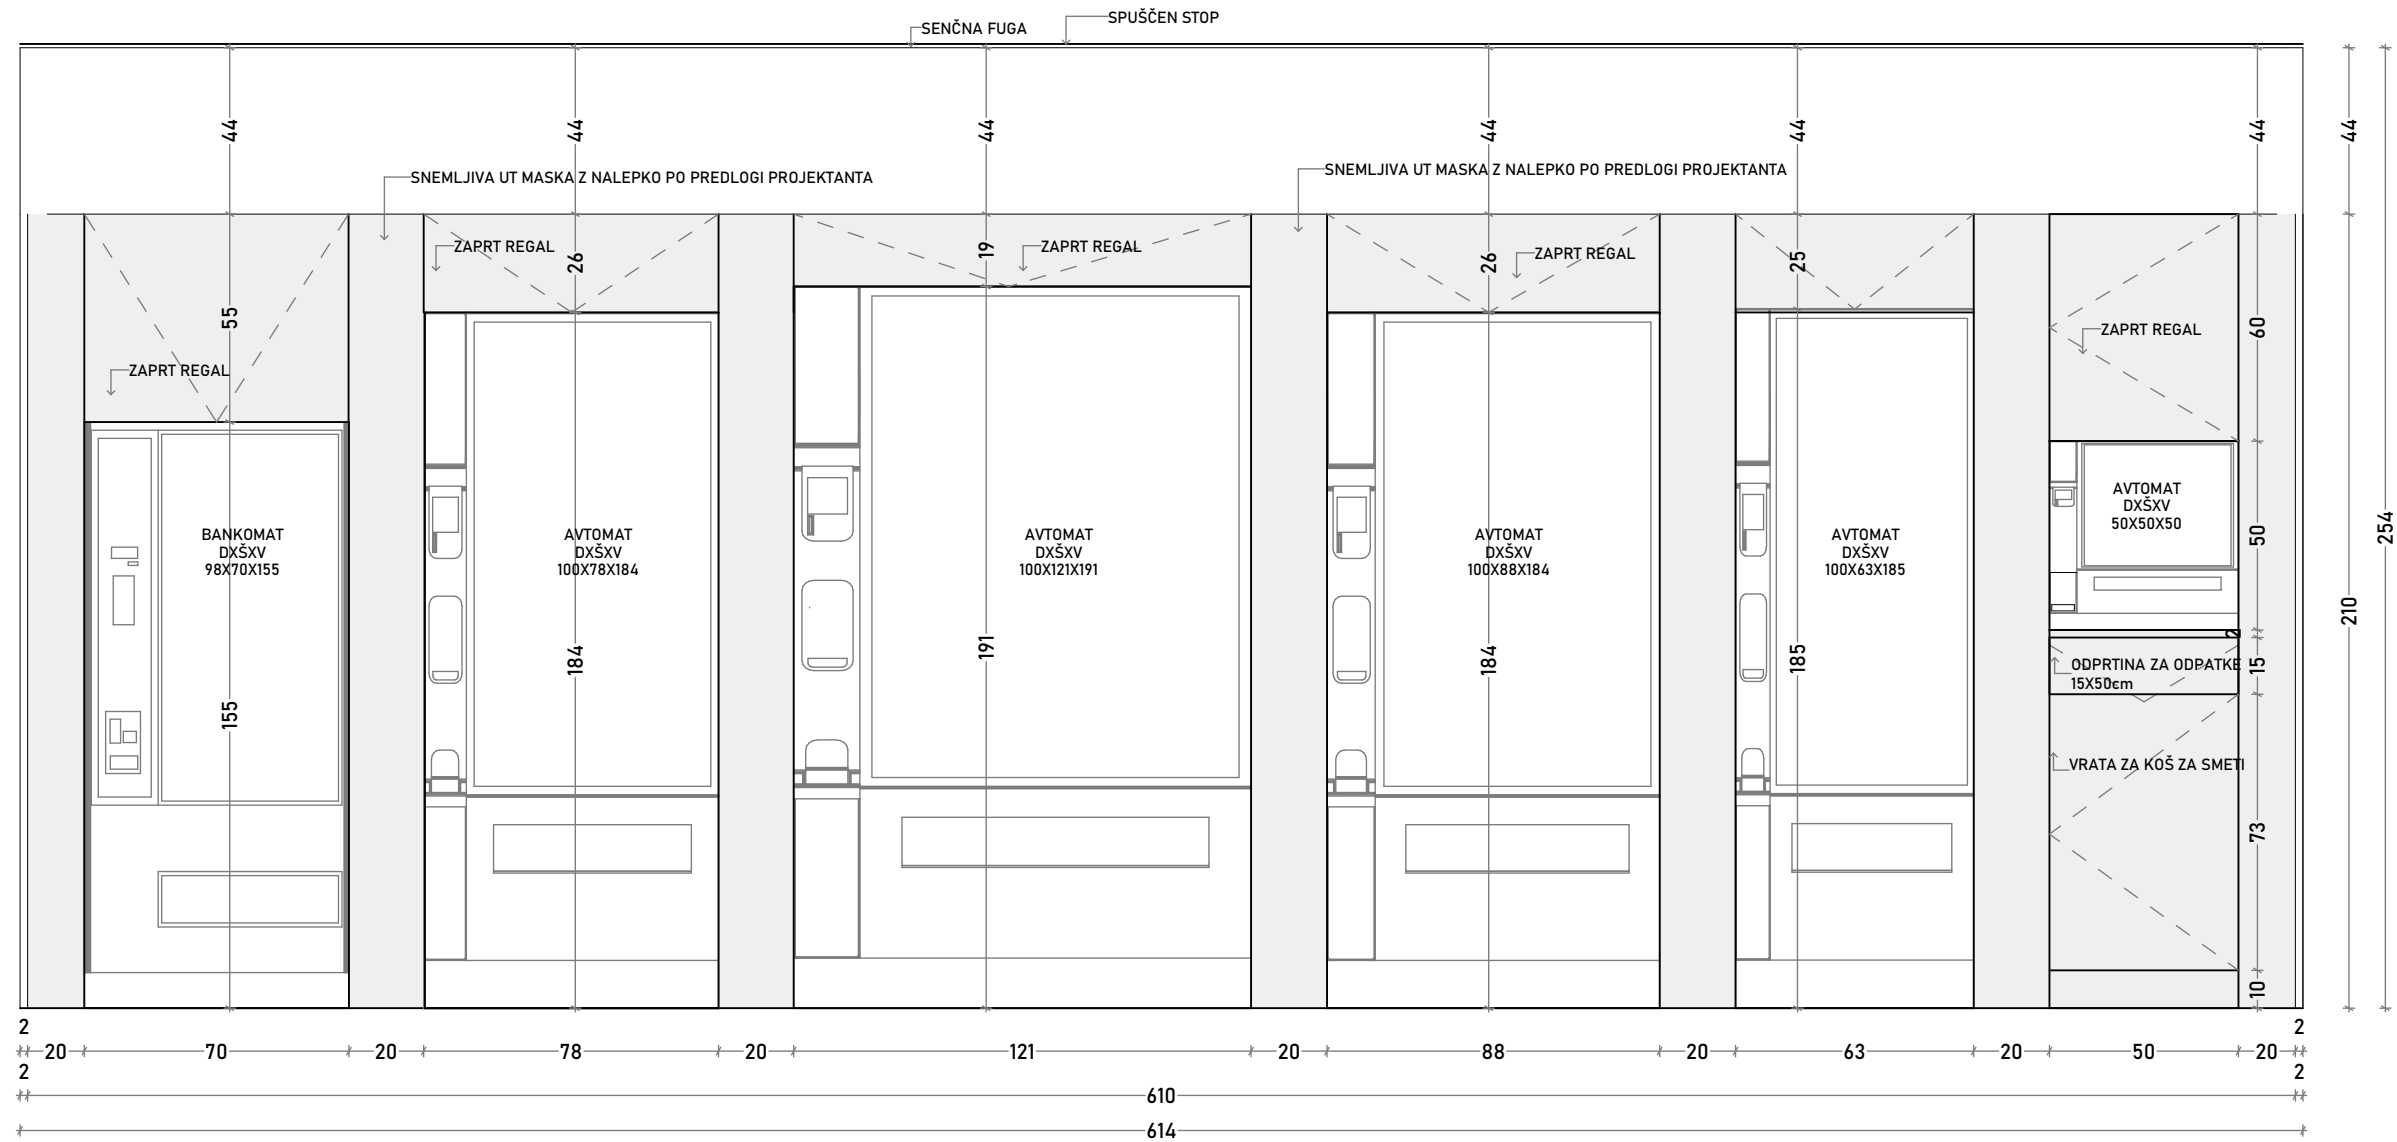 SPUŠČEN STOP
SENČNA FUGA
44
44
44
44
44
44
44
SNEMLJIVA UT MASKA Z NALEPKO PO PREDLOGI PROJEKTANTA
SNEMLJIVA UT MASKA Z NALEPKO PO PREDLOGI PROJEKTANTA
55
26
19
26
25
60
ZAPRT REGAL
ZAPRT REGAL
ZAPRT REGAL
ZAPRT REGAL
ZAPRT REGAL
BANKOMAT
DXŠXV
98X70X155
AVTOMAT
DXŠXV
100X78X184
AVTOMAT
DXŠXV
100X121X191
AVTOMAT
DXŠXV
100X88X184
AVTOMAT
DXŠXV
100X63X185
AVTOMAT
DXŠXV
50X50X50
50
254
210
155
184
191
184
185
2
ODPRTINA ZA ODPATKE
15X50cm
15
VRATA ZA KOŠ ZA SMETI
73
10
2
2
20
70
20
78
20
121
20
88
20
63
20
50
20
2
2
610
614